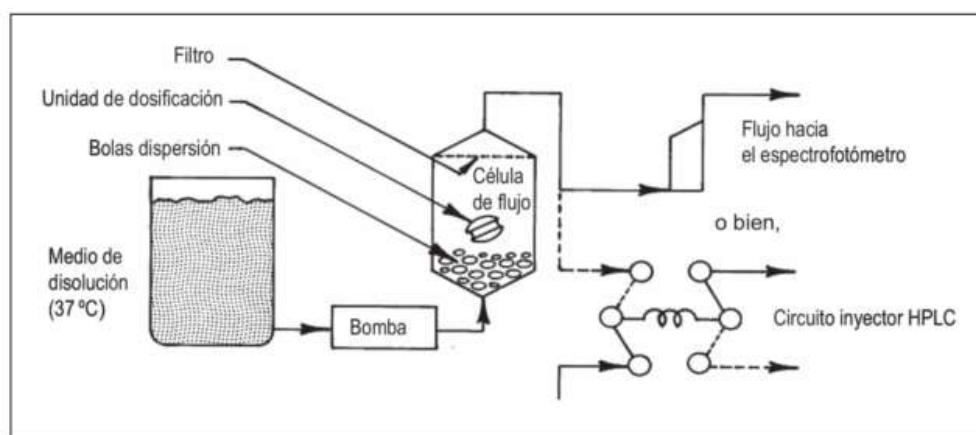 Filtro
Unidad de dosificación
Bolas dispersión
Célula
de flujo
Flujo hacia
el espectrofotómetro
o bien,
Medio de
disolución
(37 ºC)
Bomba
Circuito inyector HPLC